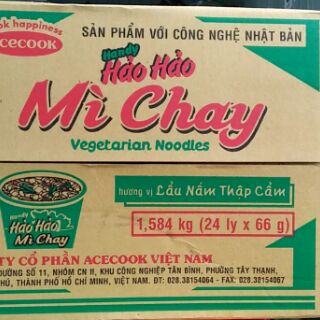 ok happiness
ACECOOK
SẢN PHẨM VỚI CÔNG NGHỆ NHẬT BẢN
Handy
Hảo Hảo
Mì Chay
Vegetarian Noodles
Handy
Hảo Hảo
Mì Chay
hương vị Lẩu Nấm Thập Cẩm
1,584 kg (24 ly x 66 g)
TY CỔ PHẦN ACECOOK VIỆT NAM
ĐƯỜNG SỐ 11, NHÓM CN II, KHU CÔNG NGHIỆP TÂN BÌNH, PHƯỜNG TÂY THẠNH,
PHÚ, THÀNH PHỐ HỒ CHÍ MINH, VIỆT NAM. ĐT: 028.38154064 - FAX: 028.38154067